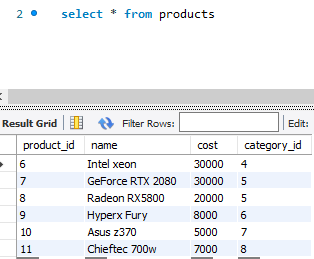 2 select * from products
Result Grid Filter Rows: Edit:
product_id name cost category_id
6 Intel xeon 30000 4
7 GeForce RTX 2080 30000 5
8 Radeon RX5800 20000 5
9 Hyperx Fury 8000 6
10 Asus z370 5000 7
11 Chieftec 700w 7000 8